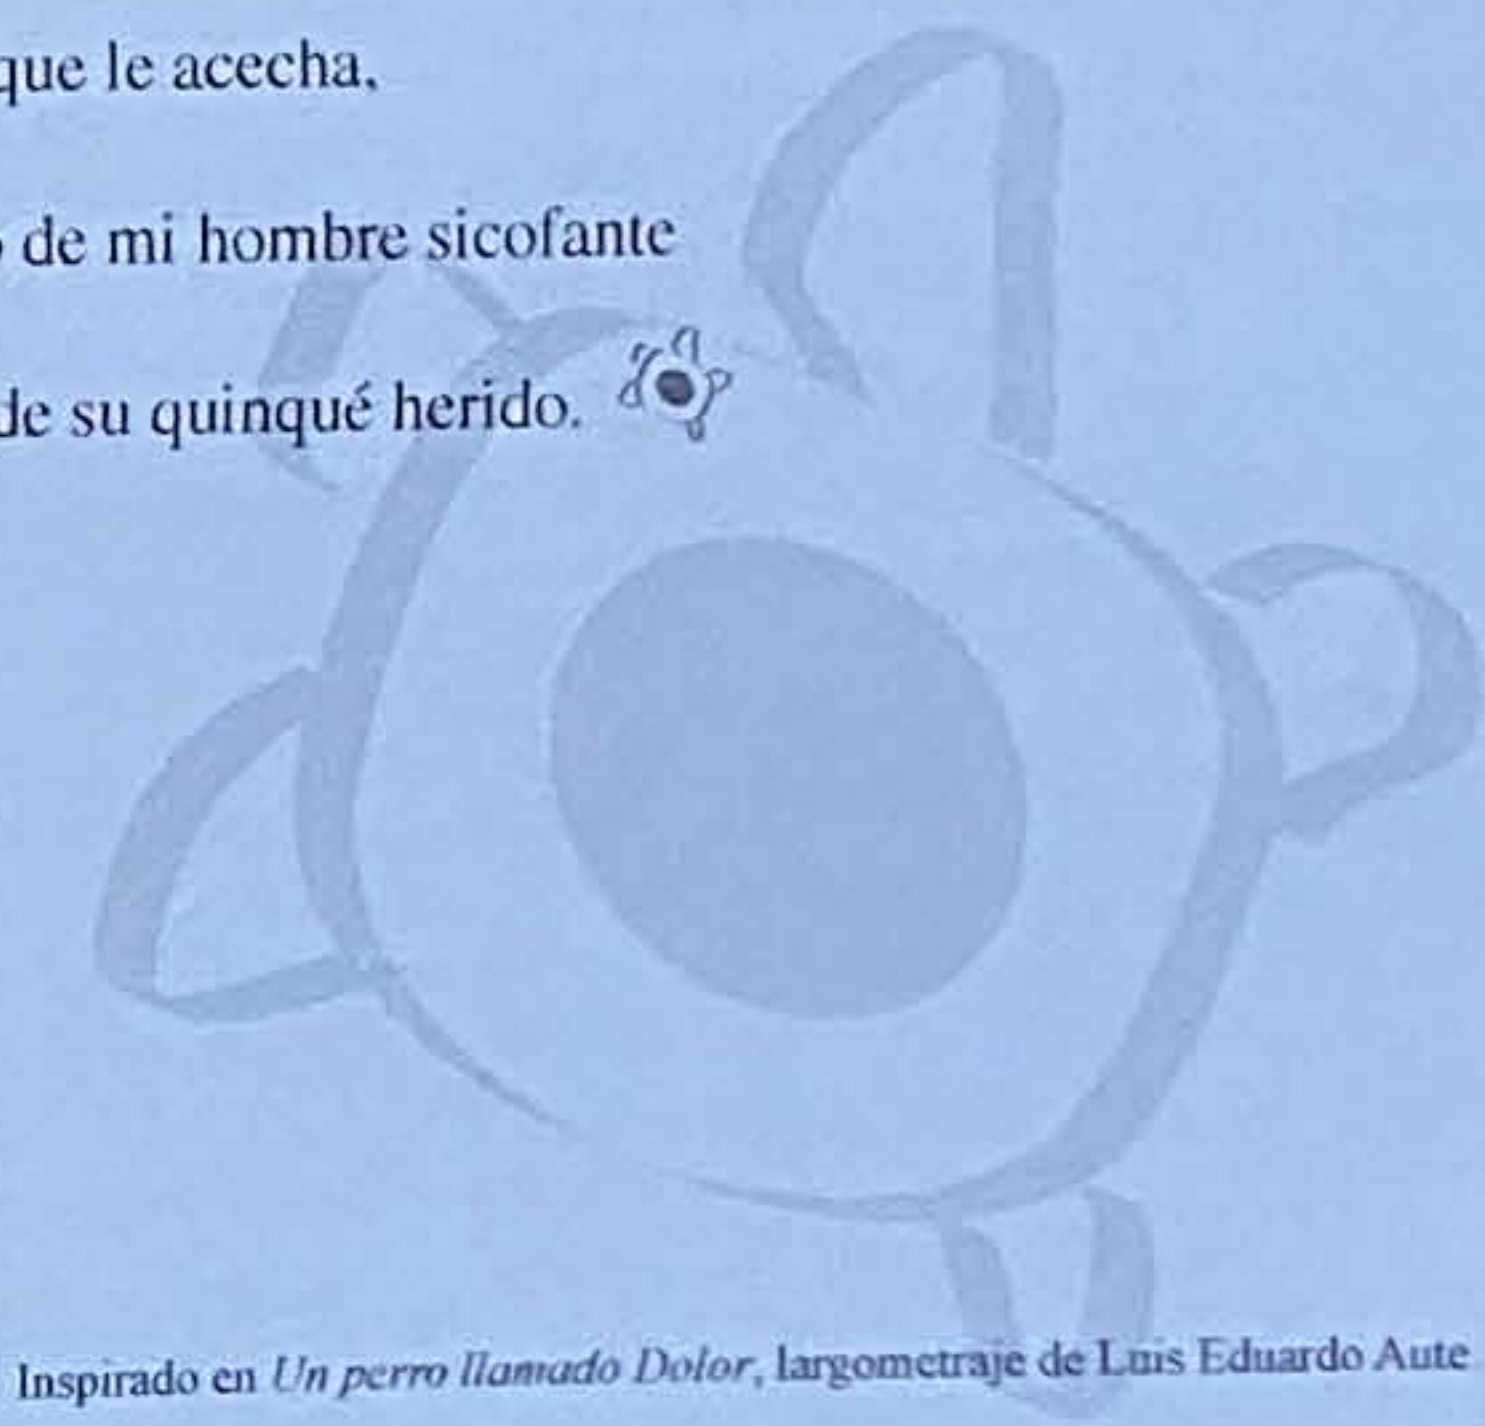 que le acecha,
de mi hombre sicofante
de su quinqué herido.
Inspirado en Un perro llamado Dolor, largometraje de Luis Eduardo Aute